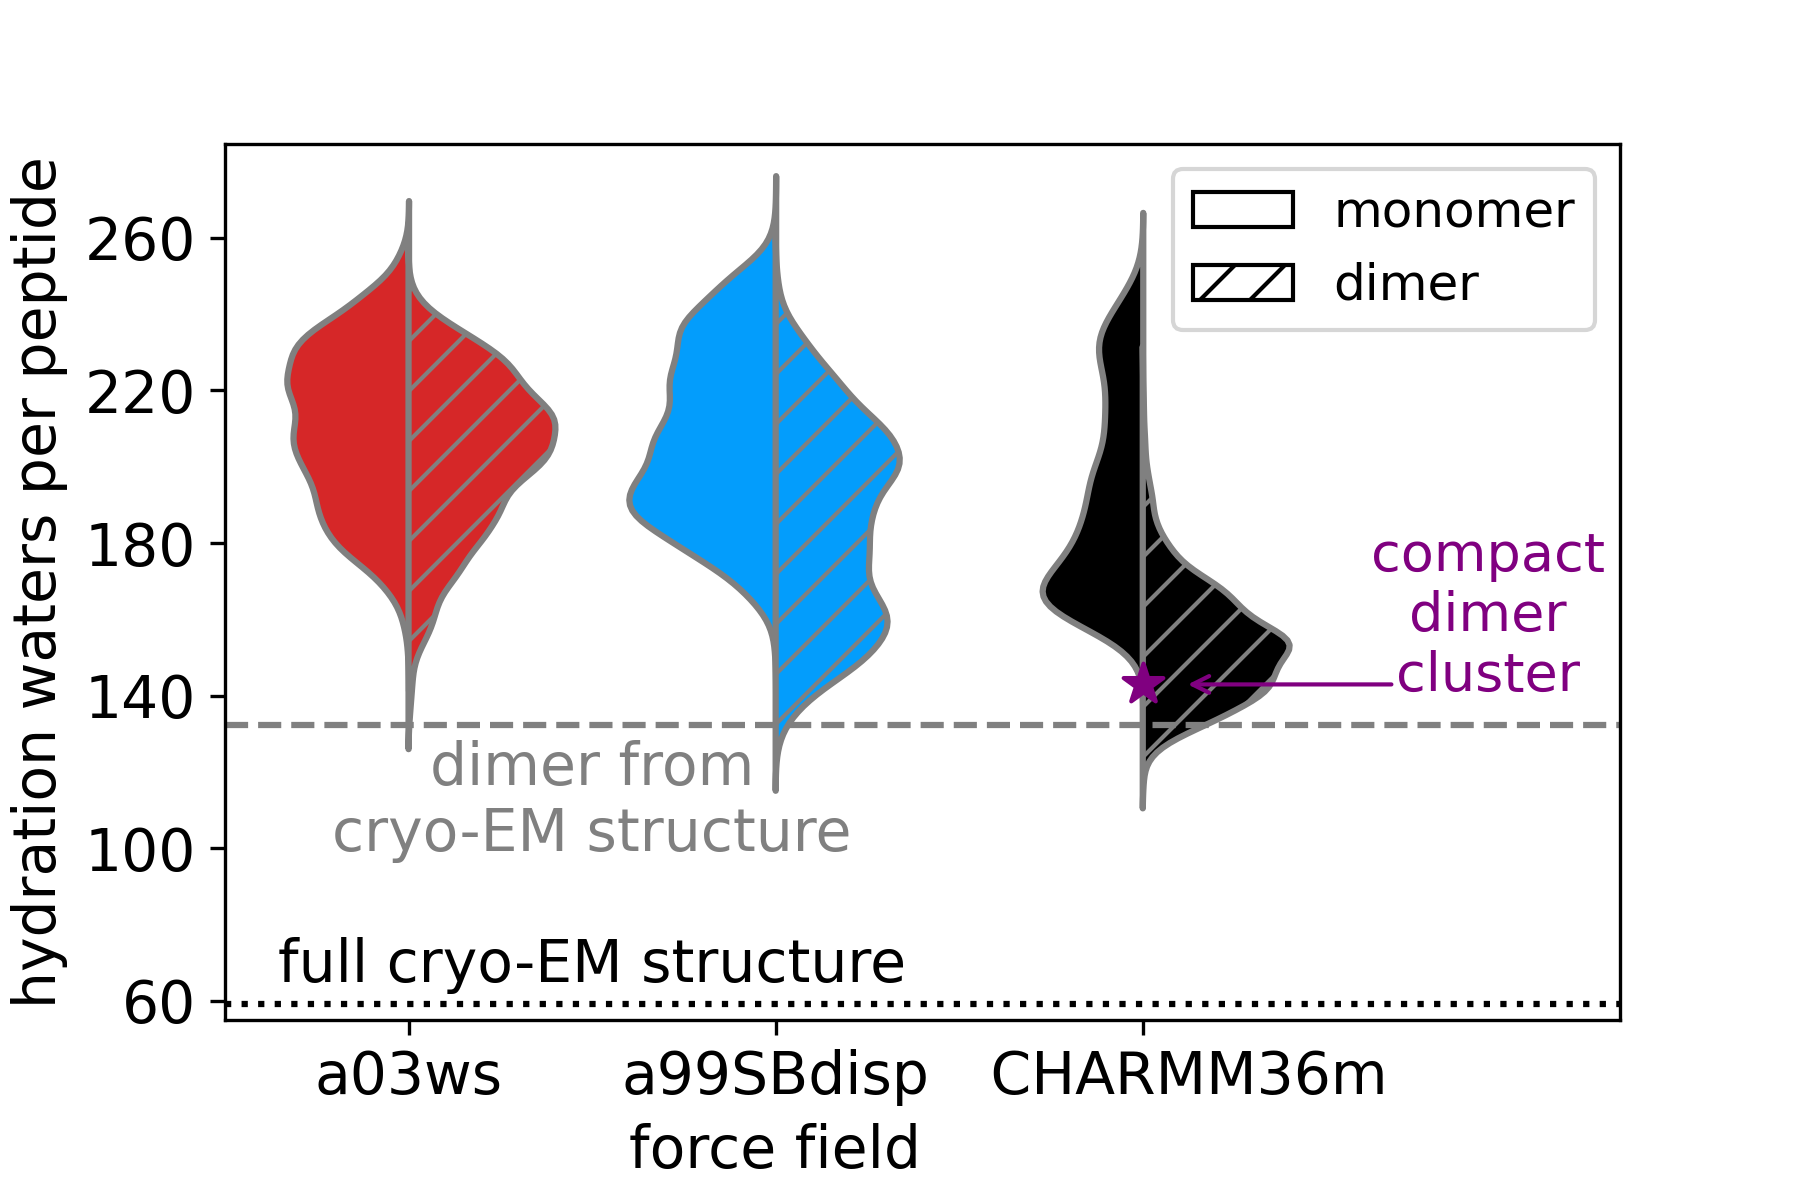 hydration waters per peptide
260
220
180
140
100
60
monomer
dimer
compact
dimer
cluster
dimer from
cryo-EM structure
full cryo-EM structure
a03ws
a99SBdisp
CHARMM36m
force field